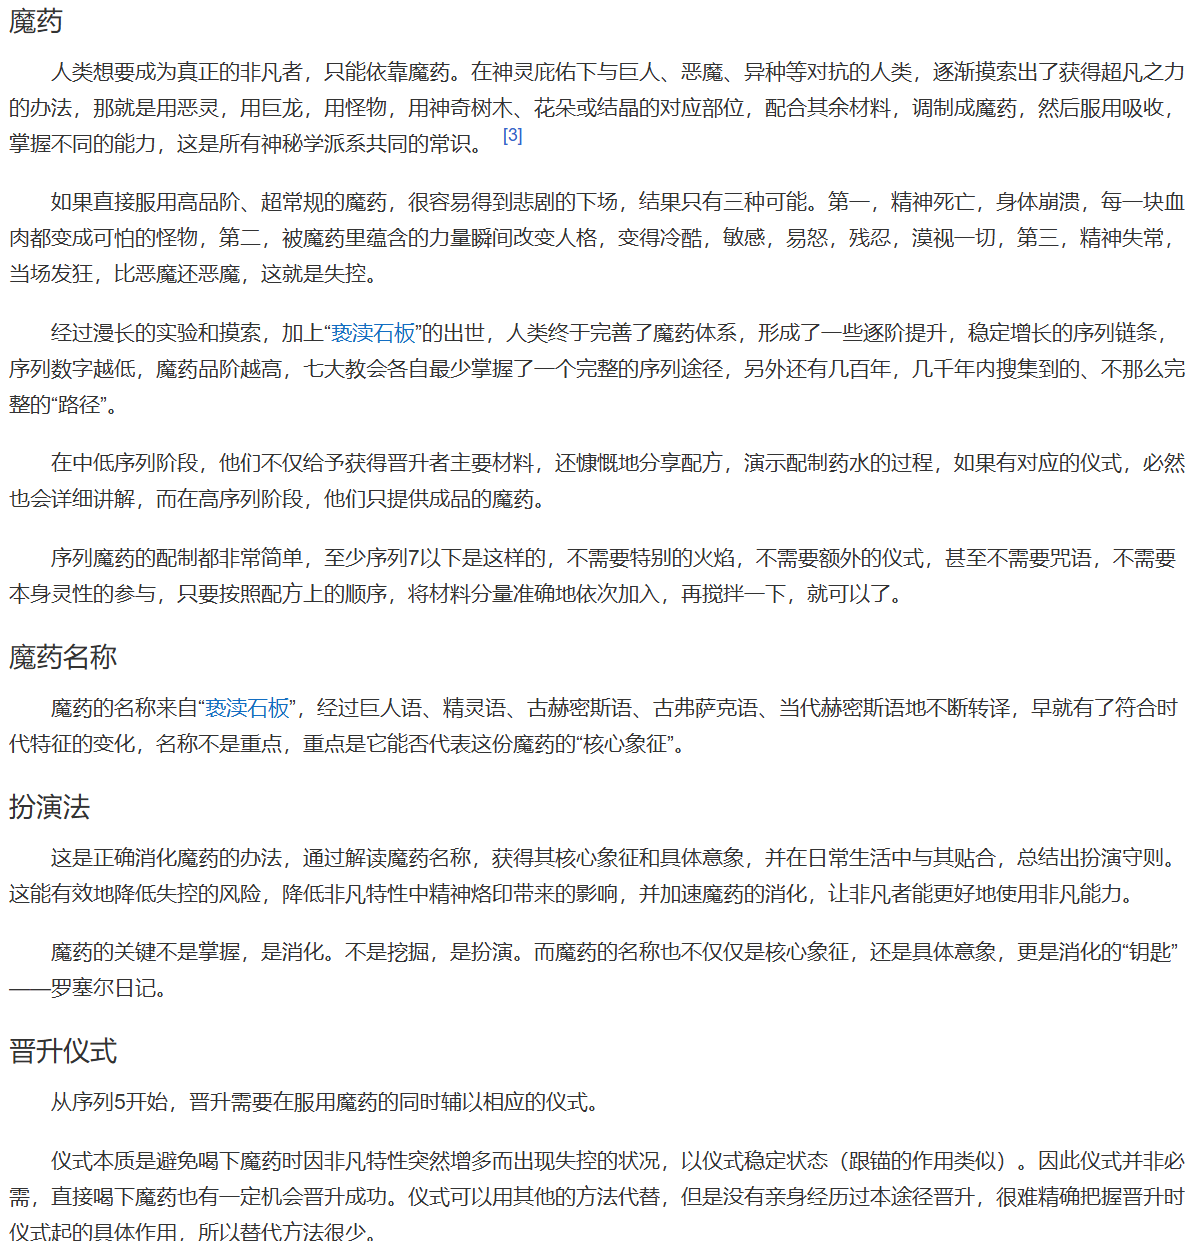 魔药
人类想要成为真正的非凡者，只能依靠魔药。在神灵庇佑下与巨人、恶魔、异种等对抗的人类，逐渐摸索出了获得超凡之力
的办法，那就是用恶灵，用巨龙，用怪物，用神奇树木、花朵或结晶的对应部位，配合其余材料，调制成魔药，然后服用吸收，
掌握不同的能力，这是所有神秘学派系共同的常识。 [3]
如果直接服用高品阶、超常规的魔药，很容易得到悲剧的下场，结果只有三种可能。第一，精神死亡，身体崩溃，每一块血
肉都变成可怕的怪物，第二，被魔药里蕴含的力量瞬间改变人格，变得冷酷，敏感，易怒，残忍，漠视一切，第三，精神失常，
当场发狂，比恶魔还恶魔，这就是失控。
经过漫长的实验和摸索，加上“亵渎石板”的出世，人类终于完善了魔药体系，形成了一些逐阶提升，稳定增长的序列链条，
序列数字越低，魔药品阶越高，七大教会各自最少掌握了一个完整的序列途径，另外还有几百年，几千年内搜集到的、不那么完
整的“路径”。
在中低序列阶段，他们不仅给予获得晋升者主要材料，还慷慨地分享配方，演示配制药水的过程，如果有对应的仪式，必然
也会详细讲解，而在高序列阶段，他们只提供成品的魔药。
序列魔药的配制都非常简单，至少序列7以下是这样的，不需要特别的火焰，不需要额外的仪式，甚至不需要咒语，不需要
本身灵性的参与，只要按照配方上的顺序，将材料分量准确地依次加入，再搅拌一下，就可以了。
魔药名称
魔药的名称来自“亵渎石板”，经过巨人语、精灵语、古赫密斯语、古弗萨克语、当代赫密斯语地不断转译，早就有了符合时
代特征的变化，名称不是重点，重点是它能否代表这份魔药的“核心象征”。
扮演法
这是正确消化魔药的办法，通过解读魔药名称，获得其核心象征和具体意象，并在日常生活中与其贴合，总结出扮演守则。
这能有效地降低失控的风险，降低非凡特性中精神烙印带来的影响，并加速魔药的消化，让非凡者能更好地使用非凡能力。
魔药的关键不是掌握，是消化。不是挖掘，是扮演。而魔药的名称也不仅仅是核心象征，还是具体意象，更是消化的“钥匙”
——罗塞尔日记。
晋升仪式
从序列5开始，晋升需要在服用魔药的同时辅以相应的仪式。
仪式本质是避免喝下魔药时因非凡特性突然增多而出现失控的状况，以仪式稳定状态（跟锚的作用类似）。因此仪式并非必
需，直接喝下魔药也有一定机会晋升成功。仪式可以用其他的方法代替，但是没有亲身经历过本途径晋升，很难精确把握晋升时
仪式起的具体作用，所以替代方法很少。